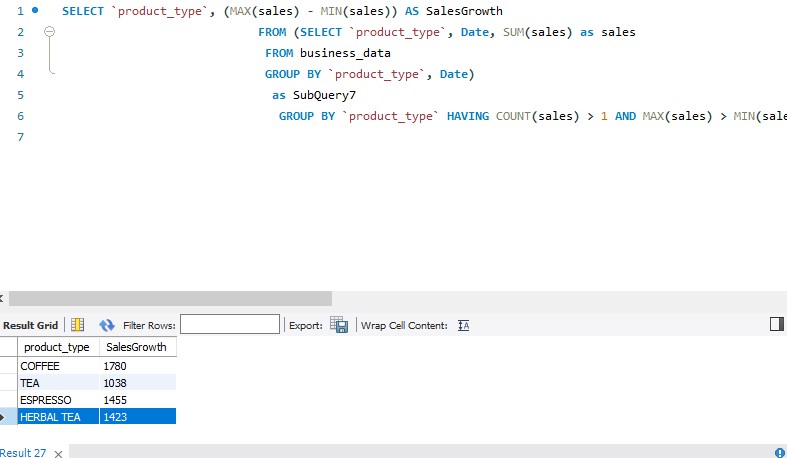 1 SELECT `product_type`, (MAX(sales) - MIN(sales)) AS SalesGrowth
2 FROM (SELECT `product_type`, Date, SUM(sales) as sales
3 FROM business_data
4 GROUP BY `product_type`, Date)
5 as SubQuery7
6 GROUP BY `product_type` HAVING COUNT(sales) > 1 AND MAX(sales) > MIN(sale
7
Result Grid Filter Rows: Export: Wrap Cell Content: IA
product_type SalesGrowth
COFFEE 1780
TEA 1038
ESPRESSO 1455
HERBAL TEA 1423
Result 27